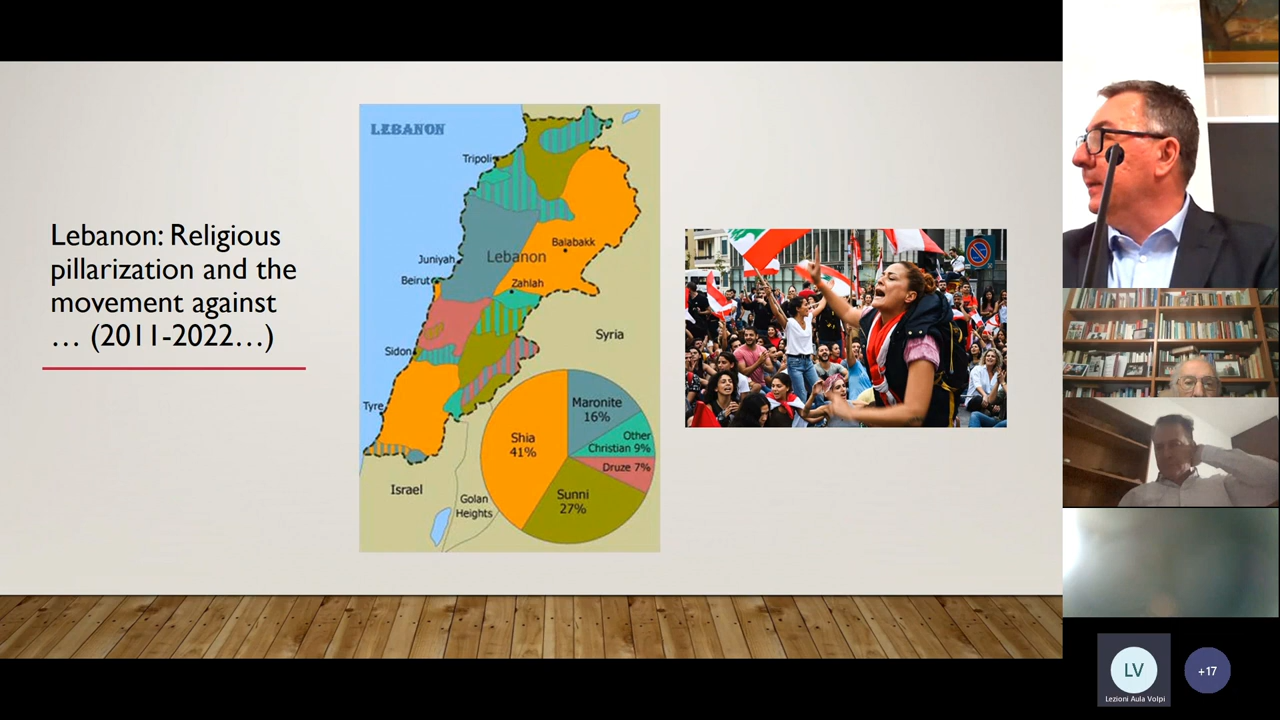 Lebanon: Religious
pillarization and the
movement against
… (2011-2022…)
LEBANON
Tripoli
Balabakk
Lebanon
Juniyah
Beirut
Zahlah
Syria
Sidon
Tyre
Israel
Golan
Heights
Maronite
16%
Other
Christian 9%
Druze 7%
Shia
41%
Sunni
27%
LV
Lezioni Aula Volpi
+17